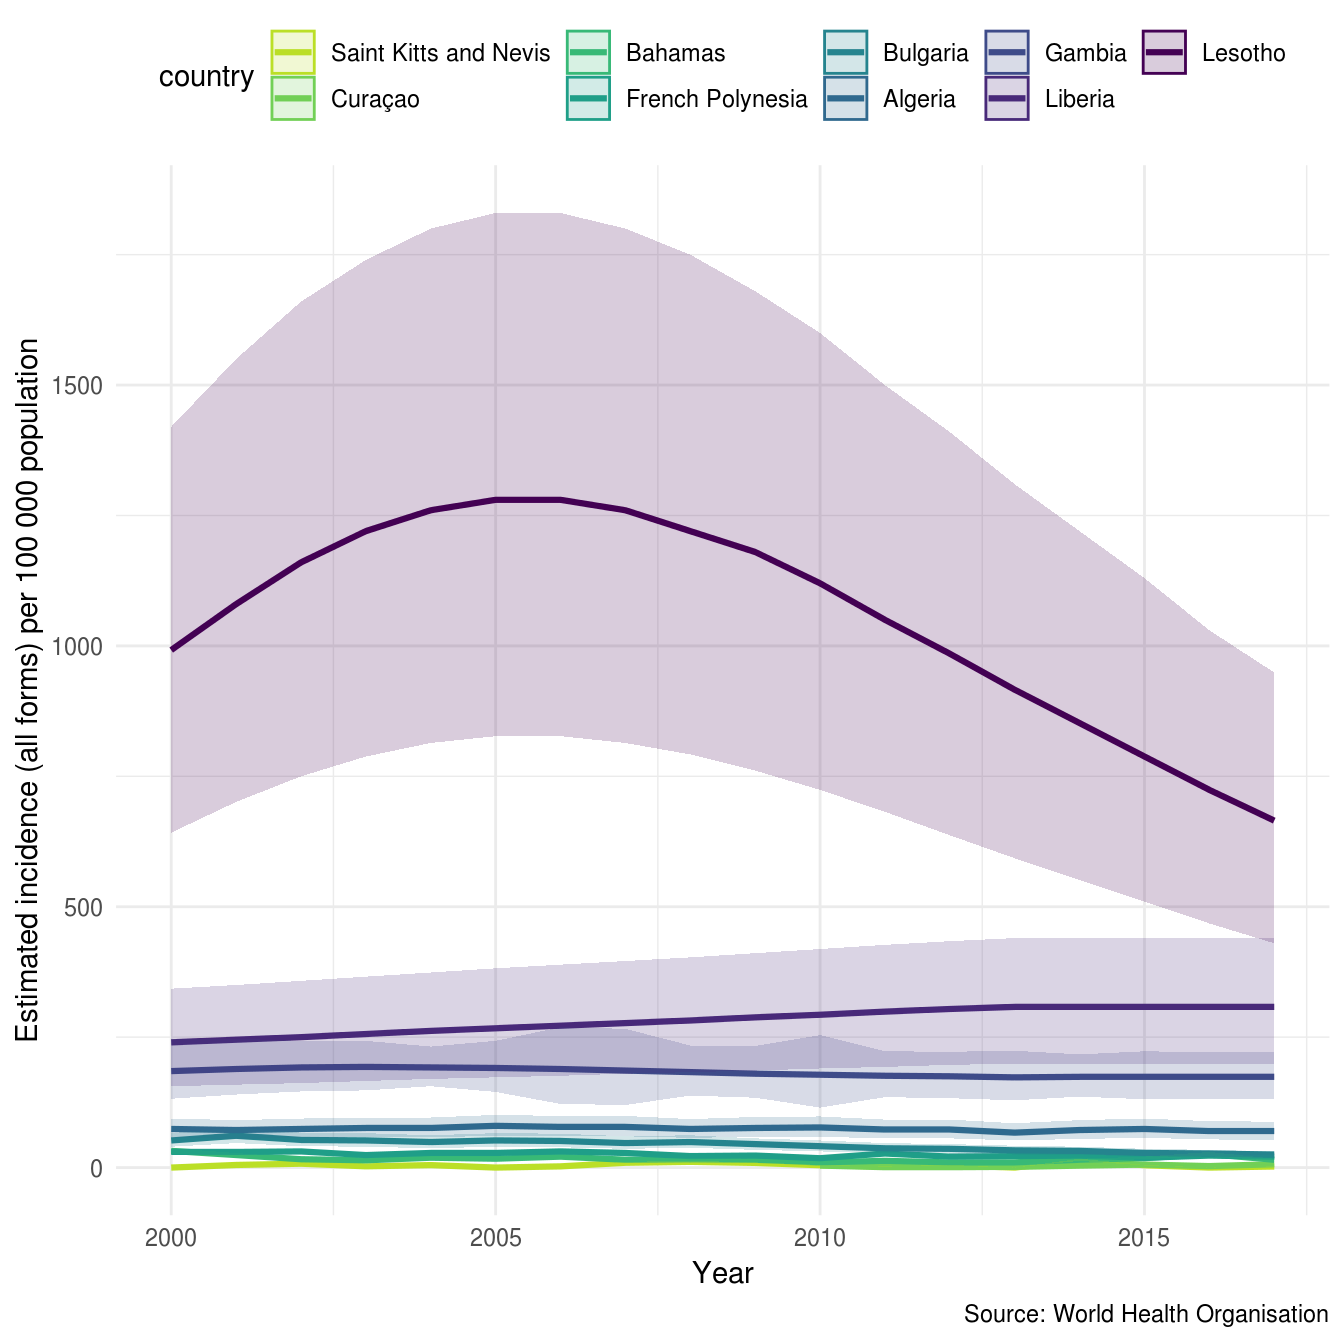 country
Saint Kitts and Nevis
Curaçao
Bahamas
French Polynesia
Bulgaria
Algeria
Gambia
Liberia
Lesotho
Estimated incidence (all forms) per 100 000 population
1500
1000
500
0
2000
2005
2010
2015
Year
Source: World Health Organisation